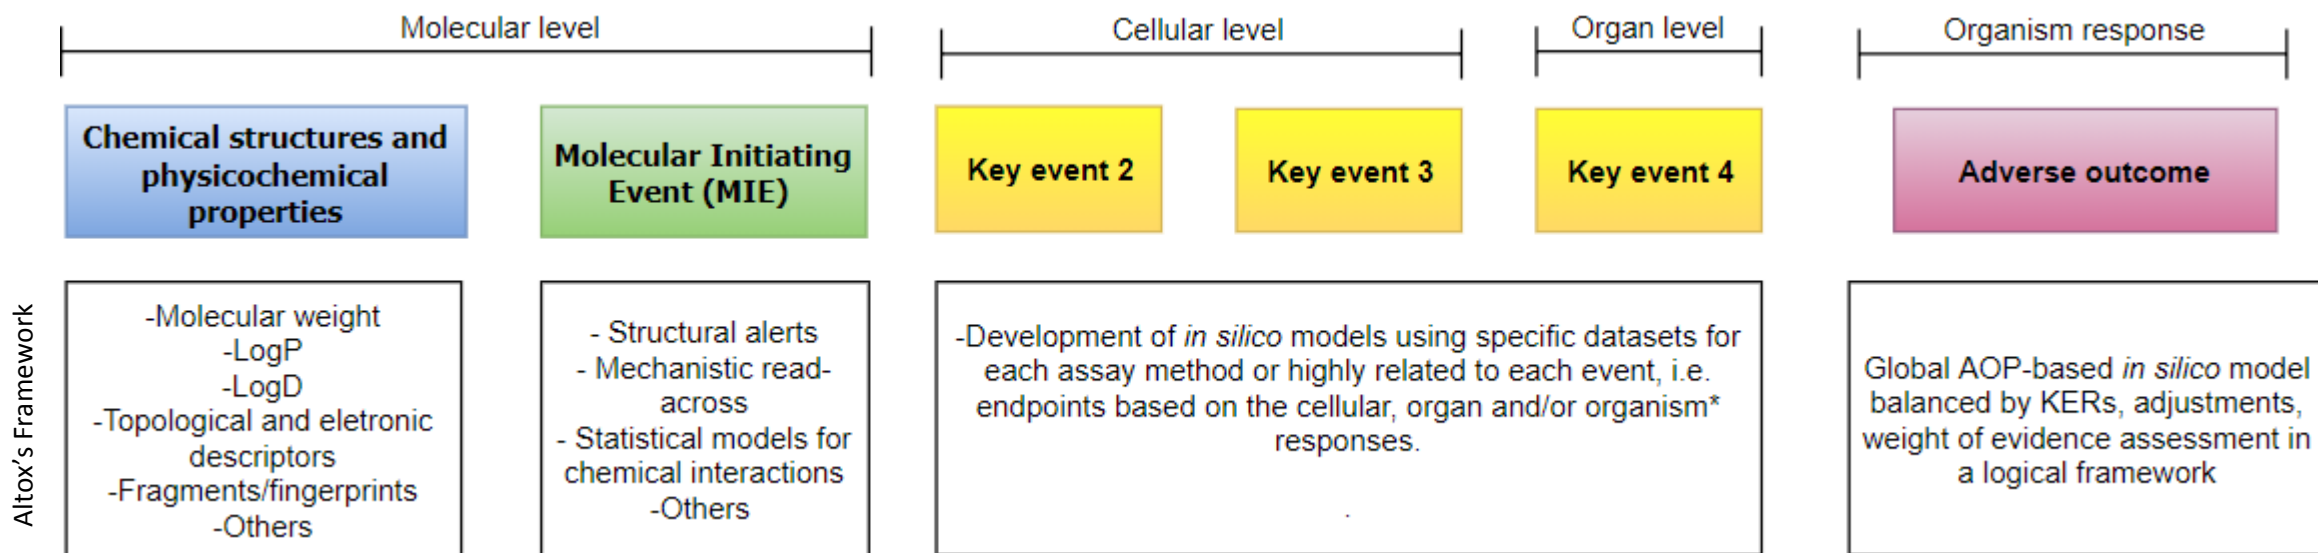 Molecular level
Cellular level
Organ level
Organism response
Chemical structures and
physicochemical
properties
Molecular Initiating
Event (MIE)
Key event 2
Key event 3
Key event 4
Adverse outcome
Altox's Framework
-Molecular weight
-LogP
-LogD
-Topological and eletronic
descriptors
-Fragments/fingerprints
-Others
- Structural alerts
- Mechanistic read-
across
- Statistical models for
chemical interactions
-Others
-Development of in silico models using specific datasets for
each assay method or highly related to each event, i.e.
endpoints based on the cellular, organ and/or organism*
responses.
.
Global AOP-based in silico model
balanced by KERs, adjustments,
weight of evidence assessment in
a logical framework